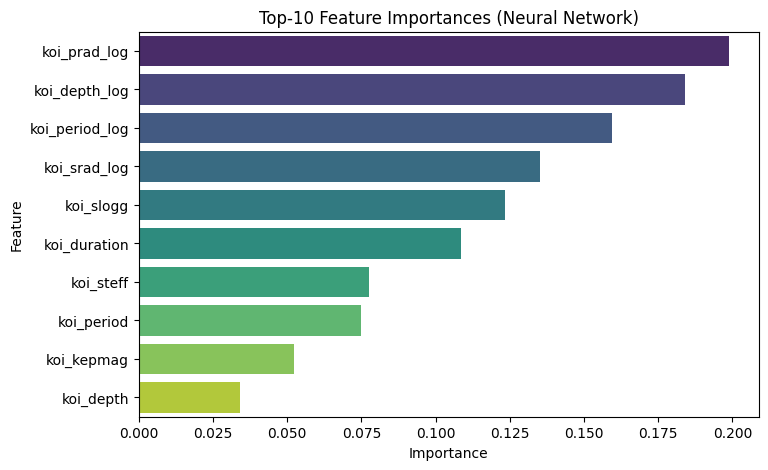 Top-10 Feature Importances (Neural Network)
koi_prad_log
koi_depth_log
koi_period_log
koi_srad_log
koi_slogg
koi_duration
koi_steff
koi_period
koi_kepmag
koi_depth
Feature
0.000 0.025 0.050 0.075 0.100 0.125 0.150 0.175 0.200
Importance